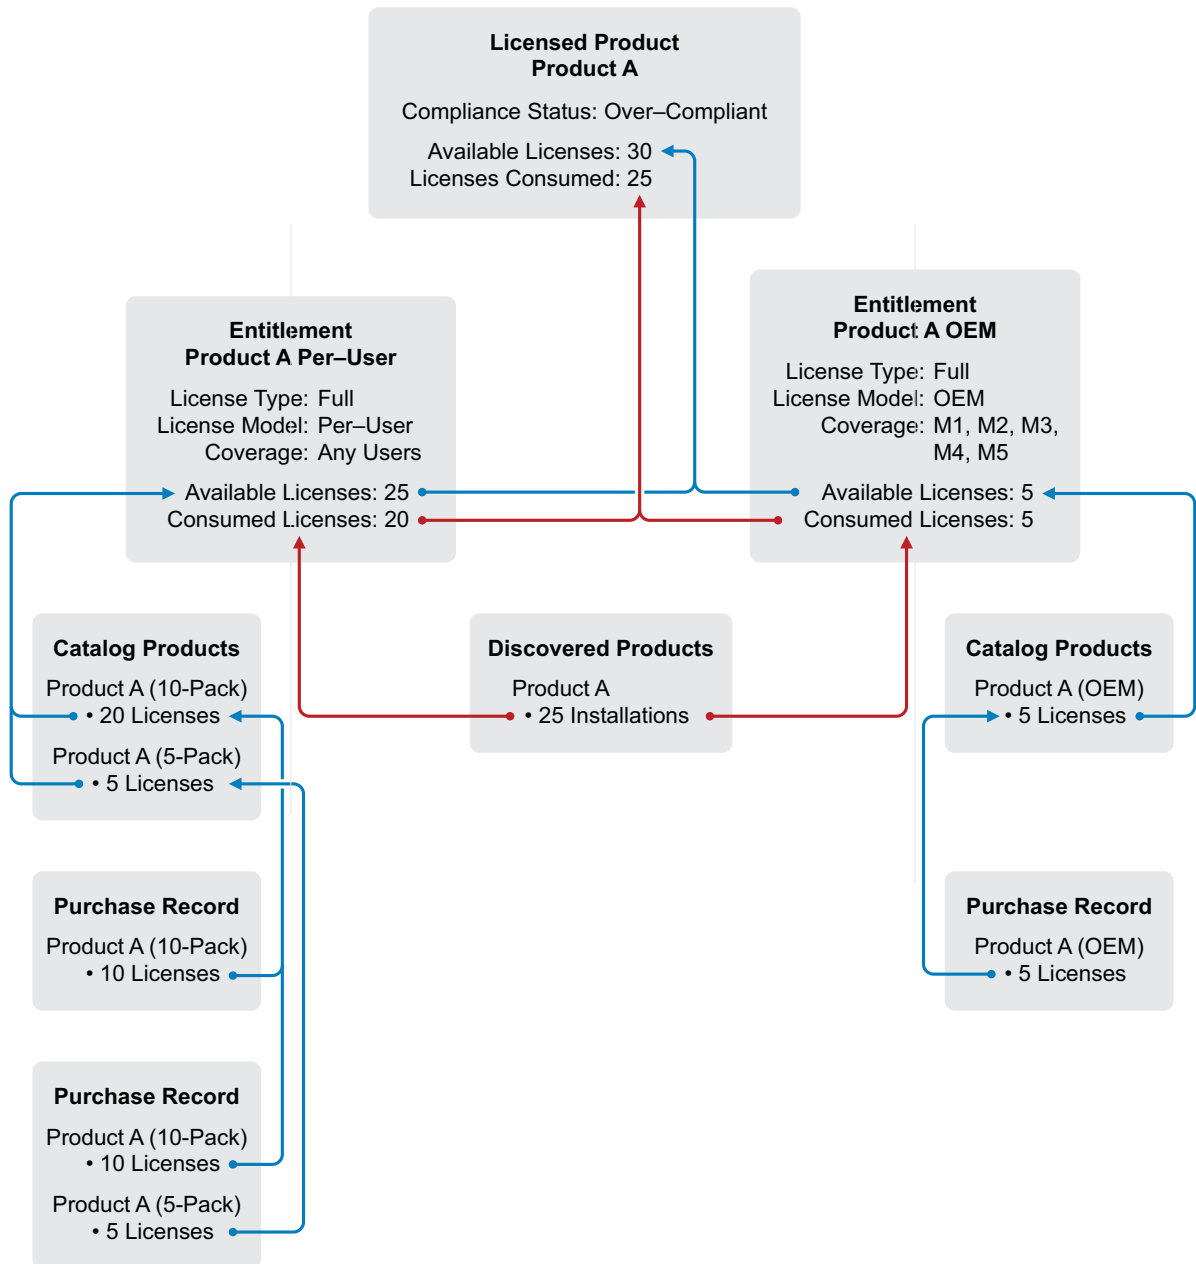 Licensed Product
Product A
Compliance Status: Over–Compliant
Available Licenses: 30
Licenses Consumed: 25
Entitlement
Product A Per–User
License Type: Full
License Model: Per–User
Coverage: Any Users
Available Licenses: 25
Consumed Licenses: 20
Entitlement
Product A OEM
License Type: Full
License Model: OEM
Coverage: M1, M2, M3,
M4, M5
Available Licenses: 5
Consumed Licenses: 5
Catalog Products
Product A (10-Pack)
• 20 Licenses
Product A (5-Pack)
• 5 Licenses
Discovered Products
Product A
• 25 Installations
Catalog Products
Product A (OEM)
• 5 Licenses
Purchase Record
Product A (10-Pack)
• 10 Licenses
Purchase Record
Product A (OEM)
• 5 Licenses
Purchase Record
Product A (10-Pack)
• 10 Licenses
Product A (5-Pack)
• 5 Licenses